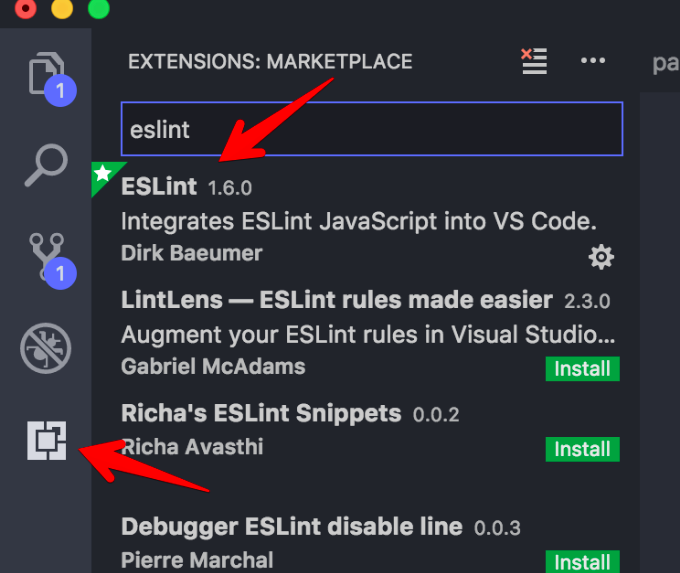 EXTENSIONS: MARKETPLACE
pa
1
eslint
ESLint 1.6.0
Integrates ESLint JavaScript into VS Code.
Dirk Baeumer
1
LintLens — ESLint rules made easier 2.3.0
Augment your ESLint rules in Visual Studio...
Gabriel McAdams
Install
Richa's ESLint Snippets 0.0.2
Richa Avasthi
Install
Debugger ESLint disable line 0.0.3
Pierre Marchal
Install